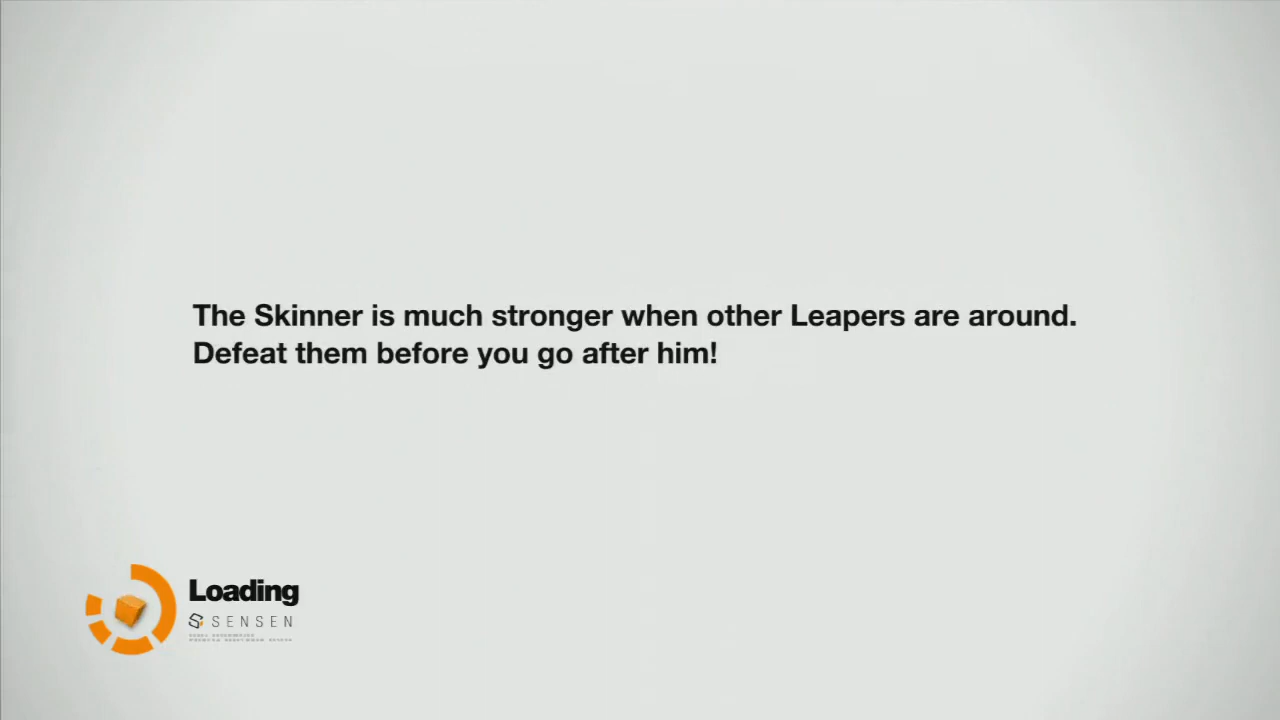 The Skinner is much stronger when other Leapers are around.
Defeat them before you go after him!
Loading
SENSEN